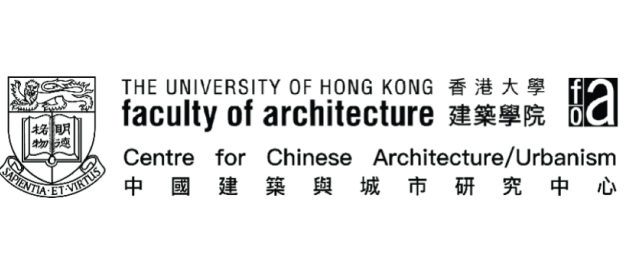 THE UNIVERSITY OF HONG KONG 香港大學
faculty of architecture 建築學院
foa
Centre for Chinese Architecture/Urbanism
中國建築與城市研究中心
明德
格物
SAPIENTIA·ET·VIRTUS